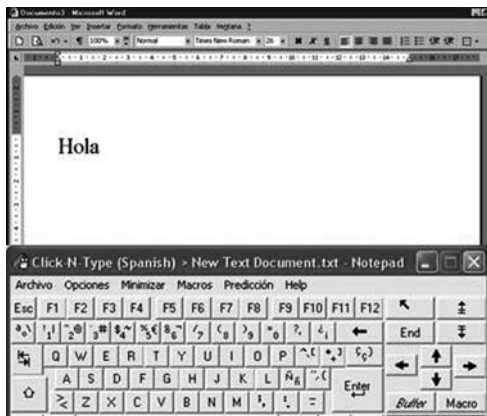 Documento3 - Microsoft Word
Archivo Edición Ver Insertar Formato Herramientas Tabla Ventana ?
100% Normal Times New Roman 26 N K S
Hola
Click-N-Type (Spanish) > New Text Document.txt - Notepad
Archivo Opciones Minimizar Macros Predicción Help
Esc F1 F2 F3 F4 F5 F6 F7 F8 F9 F10 F11 F12
End
Q W E R T Y U I O P
A S D F G H J K L Ñ Enter
Z X C V B N M Buffer Macro